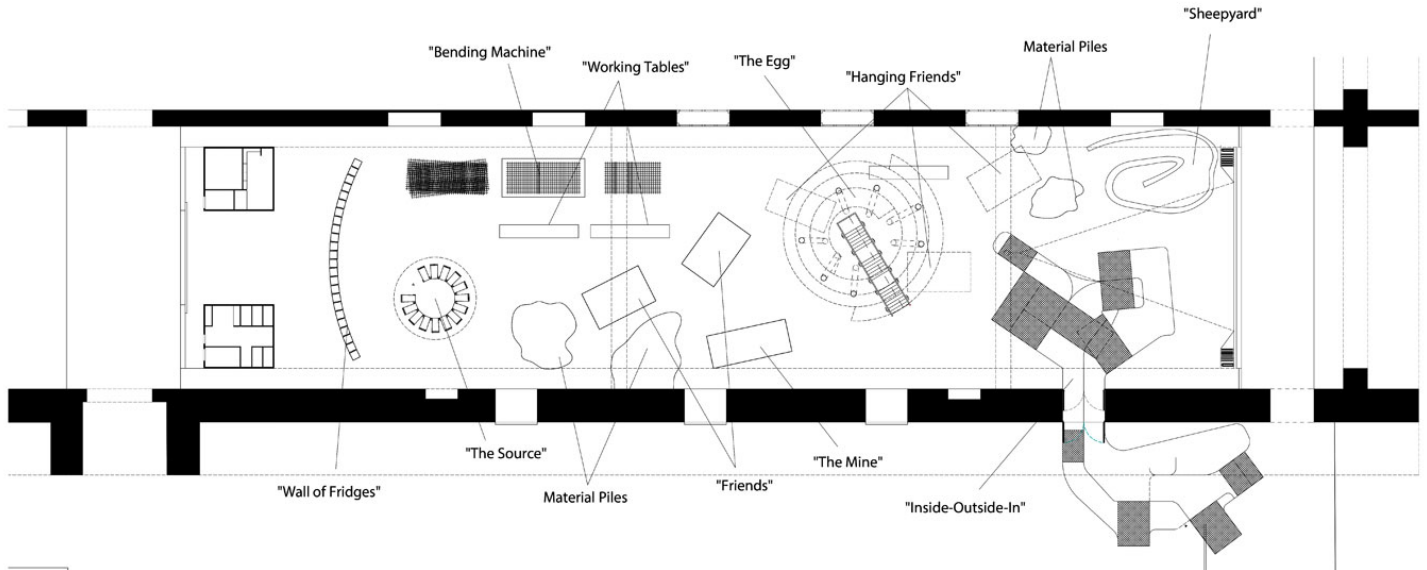 "Sheepyard"
"Bending Machine"
"Working Tables"
"The Egg"
"Hanging Friends"
Material Piles
"Wall of Fridges"
"The Source"
Material Piles
"Friends"
"The Mine"
"Inside-Outside-In"